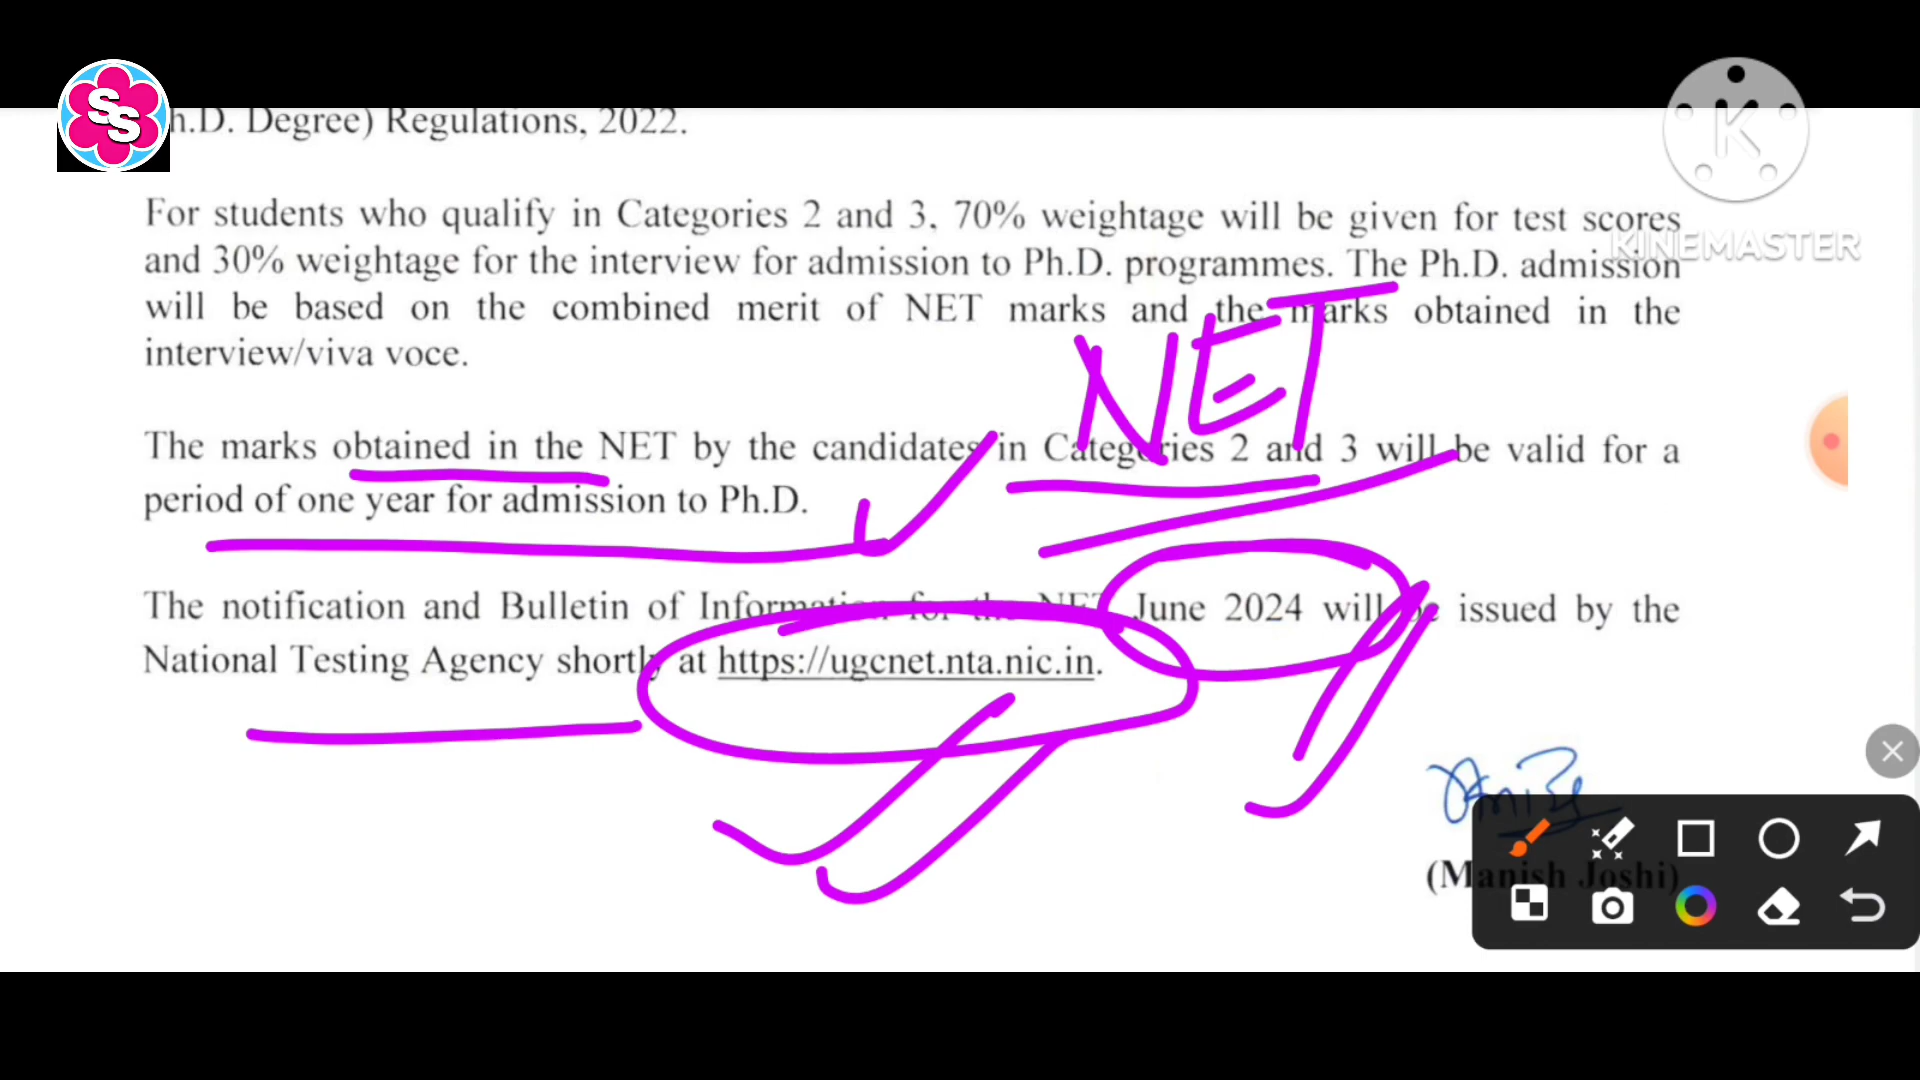 SS
h.D. Degree) Regulations, 2022.
K
KINEMASTER
For students who qualify in Categories 2 and 3, 70% weightage will be given for test scores
and 30% weightage for the interview for admission to Ph.D. programmes. The Ph.D. admission
will be based on the combined merit of NET marks and the marks obtained in the
interview/viva voce.
NET
The marks obtained in the NET by the candidates in Categories 2 and 3 will be valid for a
period of one year for admission to Ph.D.
The notification and Bulletin of Information for the NET June 2024 will be issued by the
National Testing Agency shortly at https://ugcnet.nta.nic.in.
(Manish Joshi)